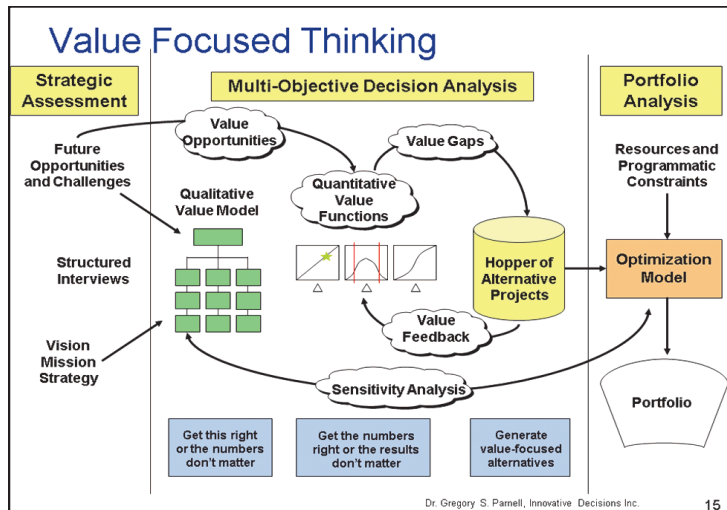 Value Focused Thinking
Strategic
Assessment
Multi-Objective Decision Analysis
Portfolio
Analysis
Future
Opportunities
and Challenges
Value
Opportunities
Value Gaps
Resources and
Programmatic
Constraints
Qualitative
Value Model
Quantitative
Value
Functions
Structured
Interviews
Hopper of
Alternative
Projects
Optimization
Model
Value
Feedback
Vision
Mission
Strategy
Sensitivity Analysis
Portfolio
Get this right
or the numbers
don't matter
Get the numbers
right or the results
don't matter
Generate
value-focused
alternatives
Dr. Gregory S. Parnell, Innovative Decisions Inc.
15